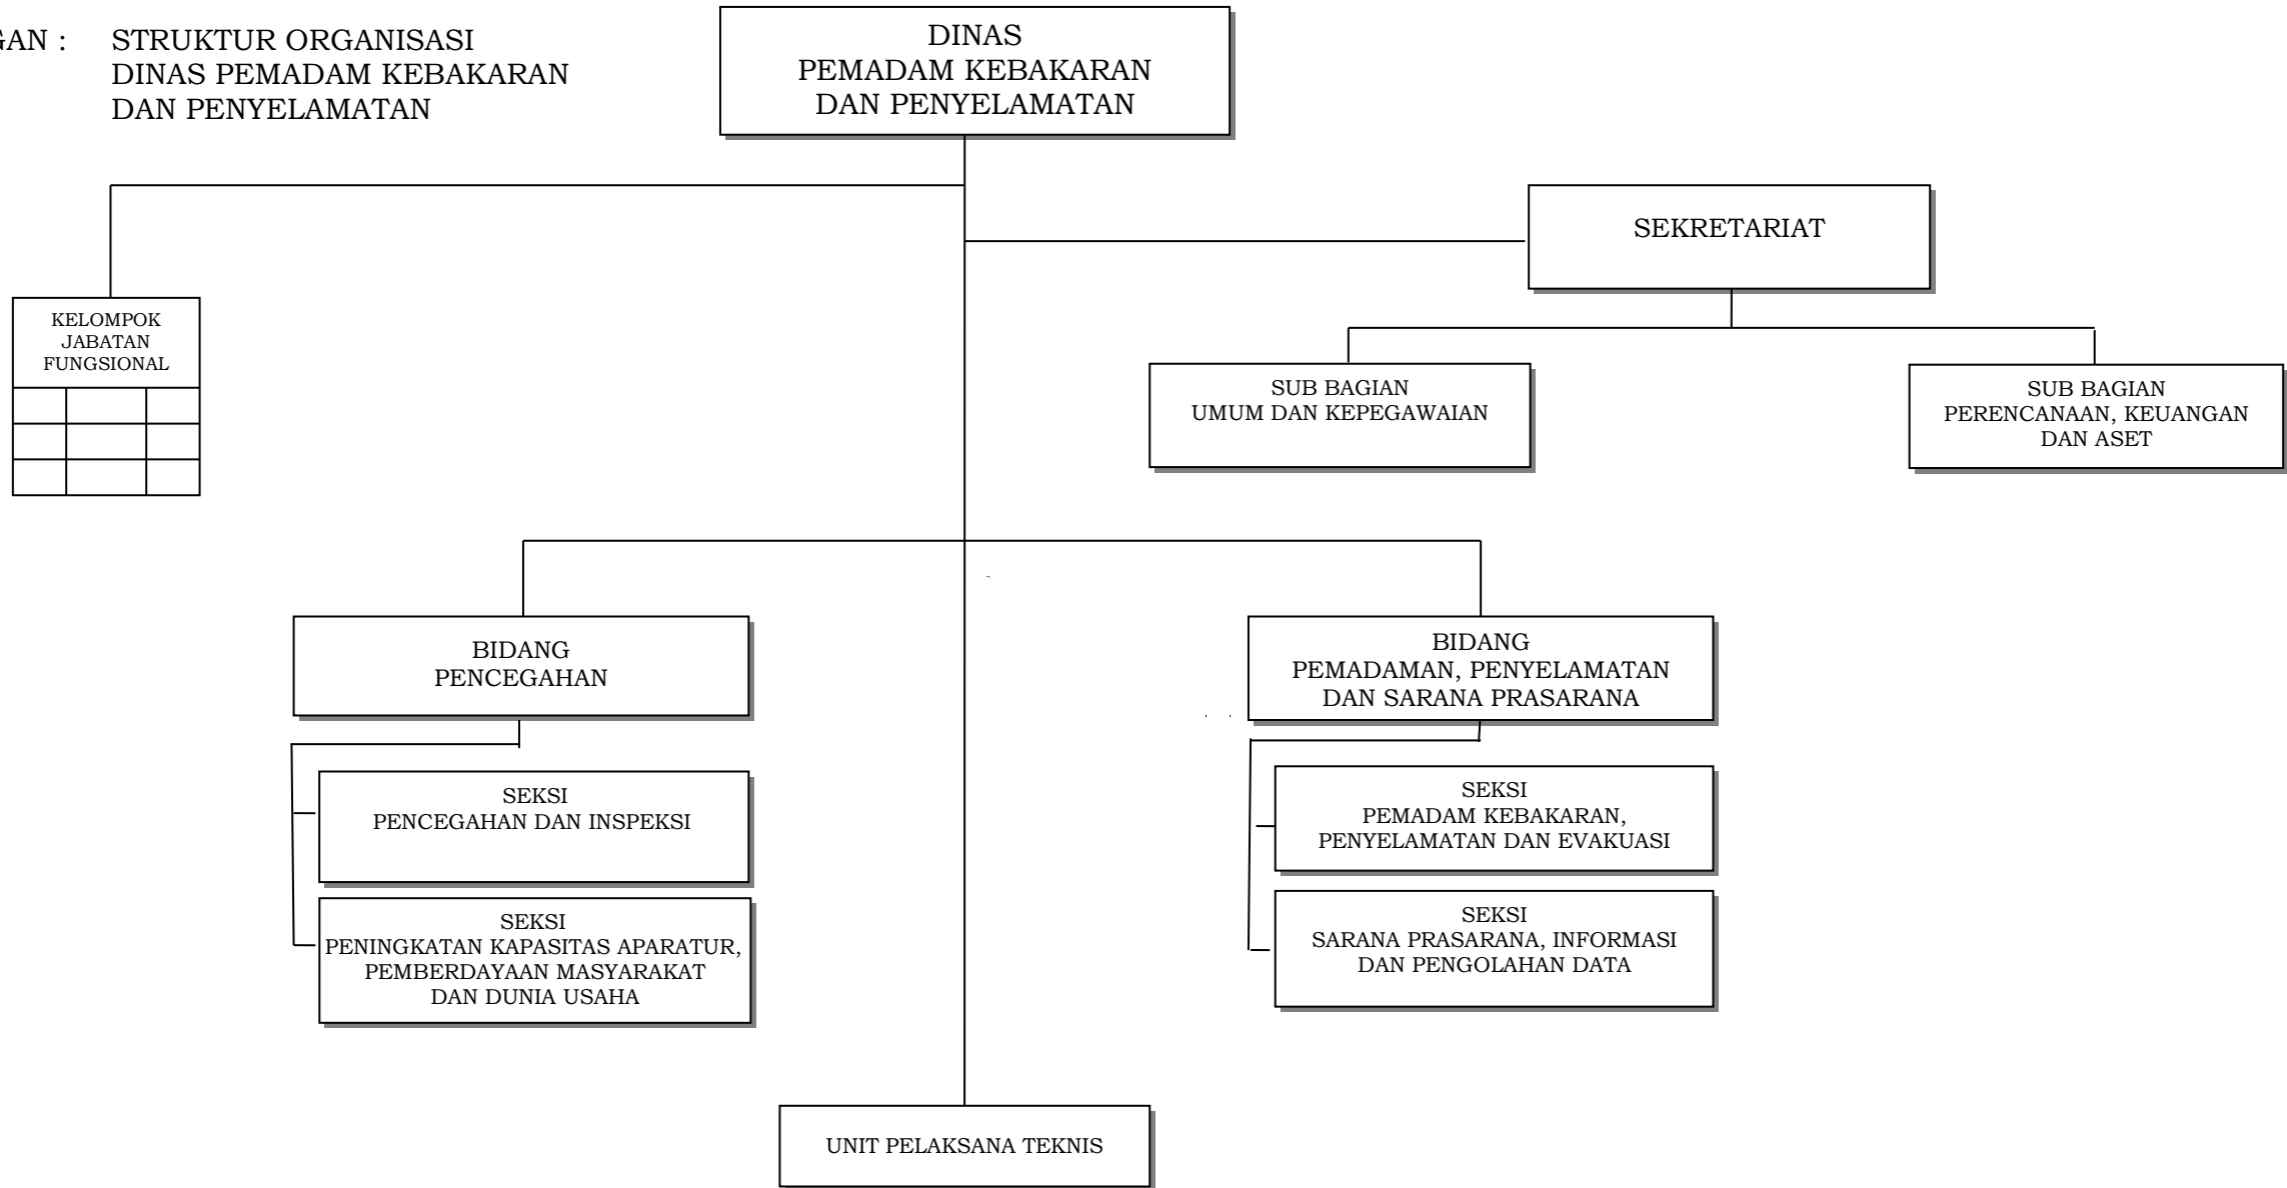 GAN : STRUKTUR ORGANISASI
DINAS PEMADAM KEBAKARAN
DAN PENYELAMATAN
DINAS
PEMADAM KEBAKARAN
DAN PENYELAMATAN
SEKRETARIAT
KELOMPOK
JABATAN
FUNGSIONAL
SUB BAGIAN
UMUM DAN KEPEGAWAIAN
SUB BAGIAN
PERENCANAAN, KEUANGAN
DAN ASET
BIDANG
PENCEGAHAN
BIDANG
PEMADAMAN, PENYELAMATAN
DAN SARANA PRASARANA
SEKSI
PENCEGAHAN DAN INSPEKSI
SEKSI
PENINGKATAN KAPASITAS APARATUR,
PEMBERDAYAAN MASYARAKAT
DAN DUNIA USAHA
SEKSI
PEMADAM KEBAKARAN,
PENYELAMATAN DAN EVAKUASI
SEKSI
SARANA PRASARANA, INFORMASI
DAN PENGOLAHAN DATA
UNIT PELAKSANA TEKNIS